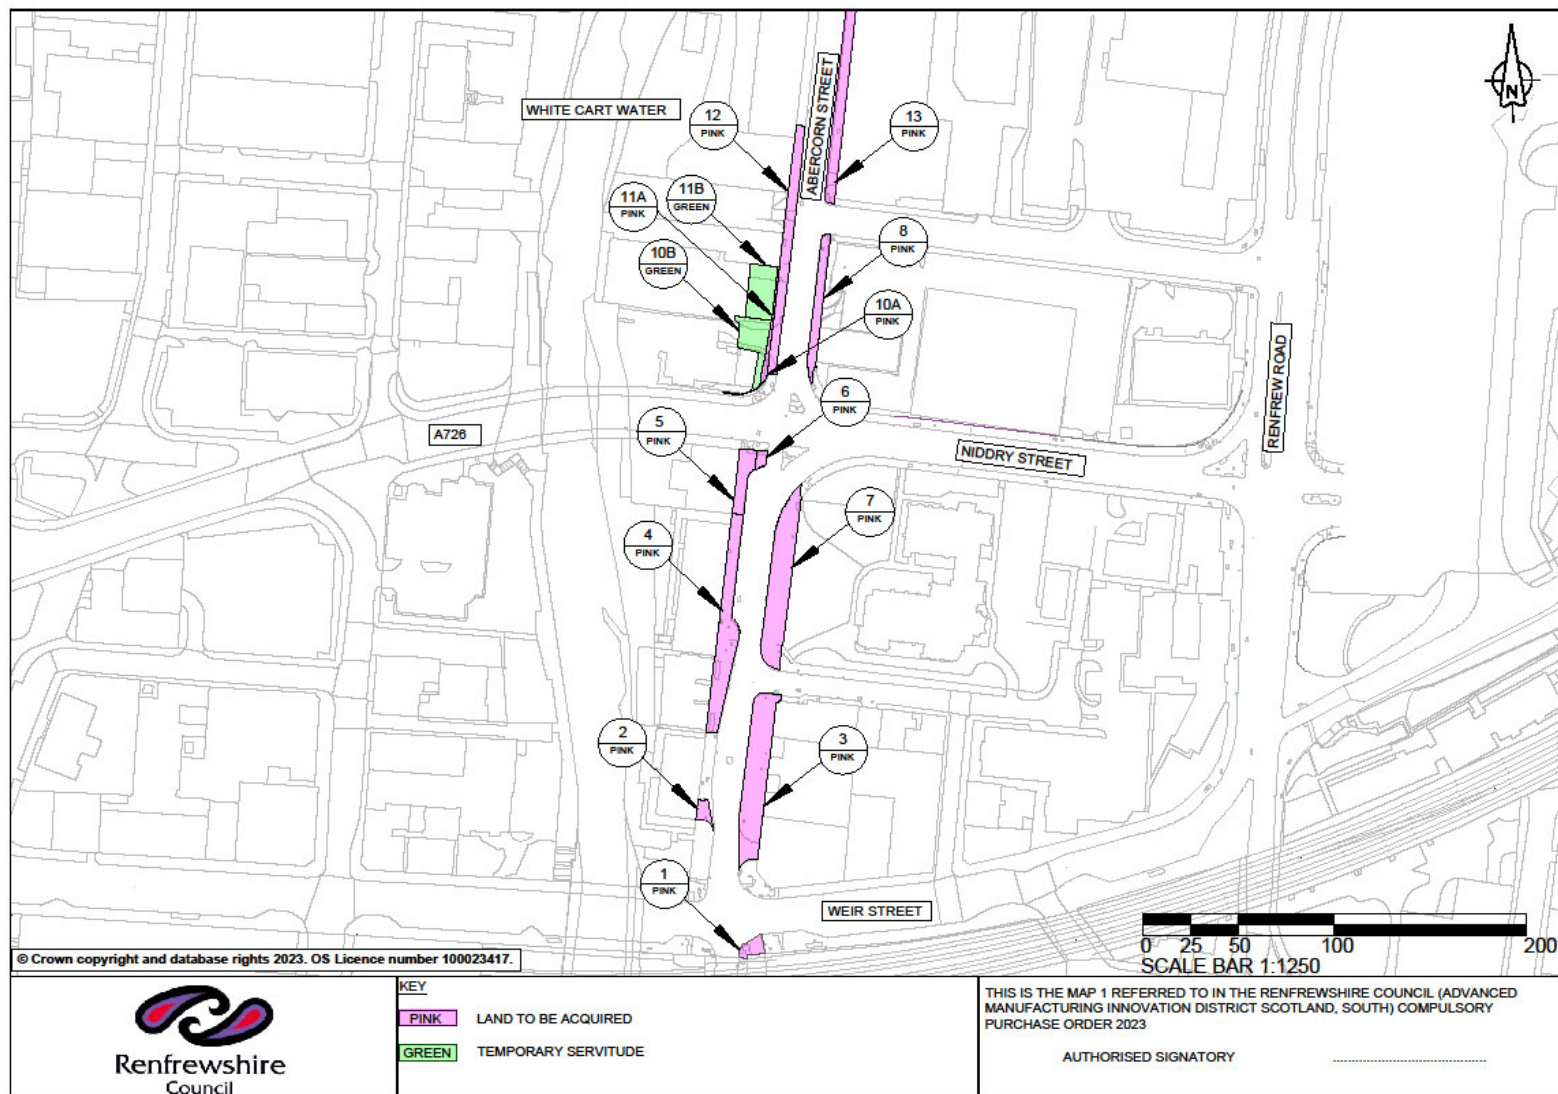 WHITE CART WATER
ABERCORN STREET
12
PINK
13
PINK
11A
PINK
11B
GREEN
8
PINK
10B
GREEN
10A
PINK
RENFREW ROAD
6
PINK
5
PINK
A726
NIDDRY STREET
7
PINK
4
PINK
2
PINK
3
PINK
1
PINK
WEIR STREET
N
0 25 50 100 200
SCALE BAR 1:1250
© Crown copyright and database rights 2023. OS Licence number 100023417.
Renfrewshire
Council
KEY
PINK LAND TO BE ACQUIRED
GREEN TEMPORARY SERVITUDE
THIS IS THE MAP 1 REFERRED TO IN THE RENFREWSHIRE COUNCIL (ADVANCED
MANUFACTURING INNOVATION DISTRICT SCOTLAND, SOUTH) COMPULSORY
PURCHASE ORDER 2023
AUTHORISED SIGNATORY